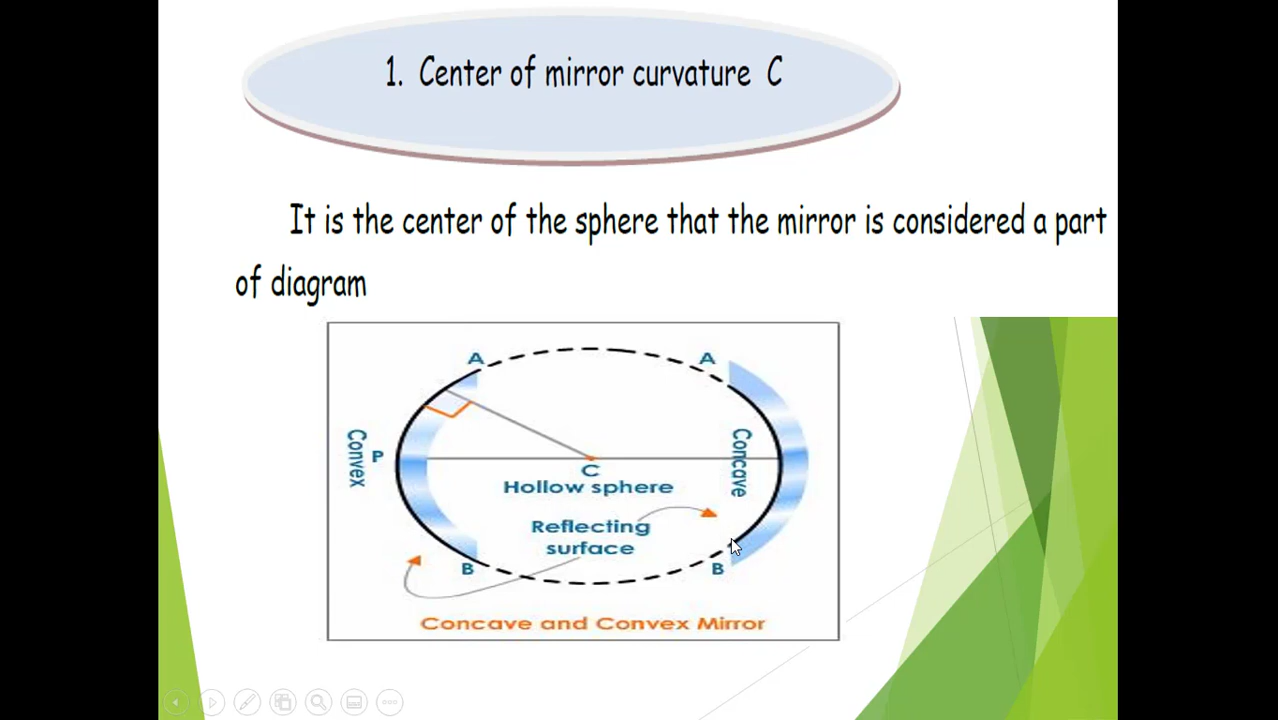 1. Center of mirror curvature C
It is the center of the sphere that the mirror is considered a part
of diagram
A
A
Convex
P
Concave
C
Hollow sphere
Reflecting
surface
B
B
Concave and Convex Mirror